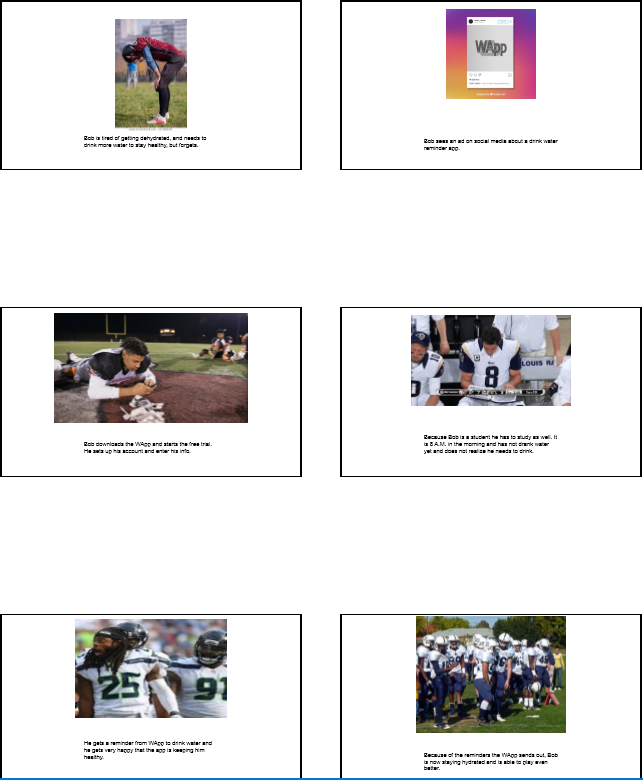 Bob is tired of getting dehydrated, and needs to
drink more water to stay healthy, but forgets.
WApp
Bob sees an ad on social media about a drink water
reminder app.
Bob downloads the WApp and starts the free trial.
He sets up his account and enter his info.
8
LOUIS RA
Because Bob is a student he has to study as well. It
is 8 A.M. in the morning and has not drank water
yet and does not realise he needs to drink.
25
91
He gets a reminder from WApp to drink water and
he gets very happy that the app is keeping him
healthy.
Because of the reminders the WApp sends out, Bob
is now staying hydrated and is able to play even
better.